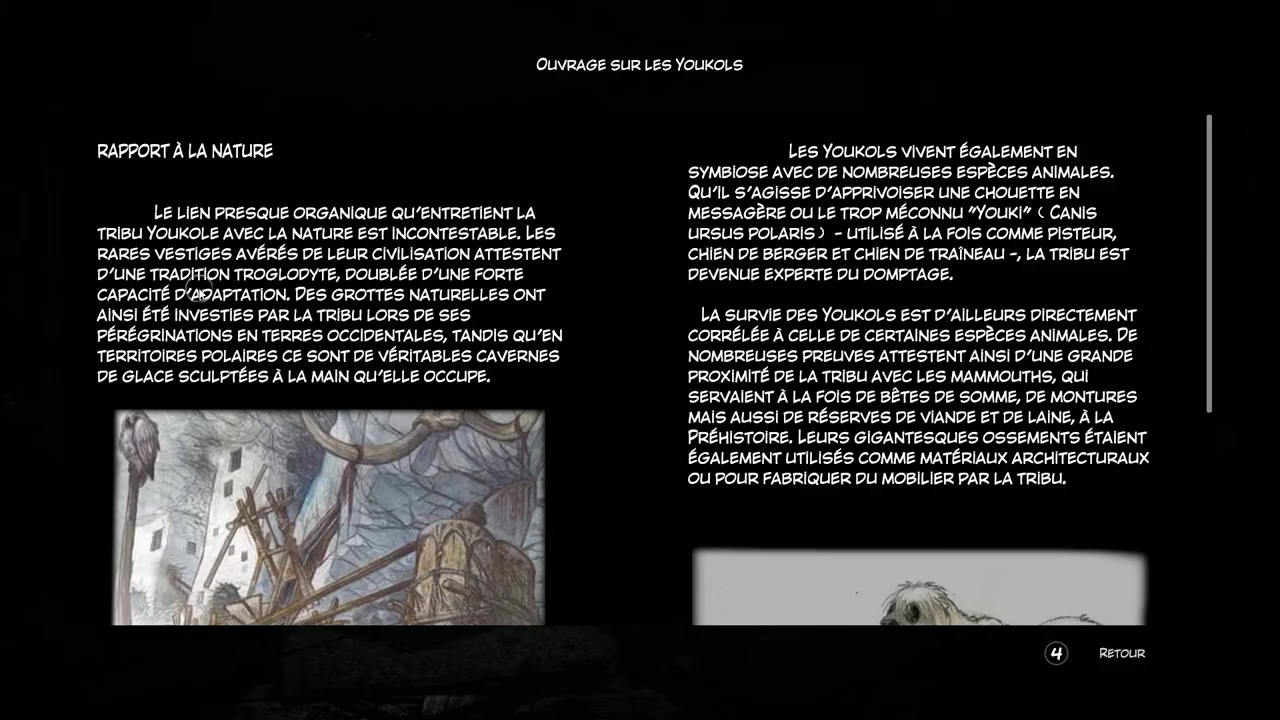 Ouvrage sur les Youkols
RAPPORT À LA NATURE
Le lien presque organique qu'entretient la
tribu Youkole avec la nature est incontestable. Les
rares vestiges avérés de leur civilisation attestent
d'une tradition troglodyte, doublée d'une forte
capacité d'adaptation. Des grottes naturelles ont
ainsi été investies par la tribu lors de ses
pérégrinations en terres occidentales, tandis qu'en
territoires polaires ce sont de véritables cavernes
de glace sculptées à la main qu'elle occupe.
Les Youkols vivent également en
symbiose avec de nombreuses espèces animales.
Qu'il s'agisse d'apprivoiser une chouette en
messagère ou le trop méconnu "Youki" ( Canis
ursus polaris ) - utilisé à la fois comme pisteur,
chien de berger et chien de traîneau -, la tribu est
devenue experte du domptage.
La survie des Youkols est d'ailleurs directement
corrélée à celle de certaines espèces animales. De
nombreuses preuves attestent ainsi d'une grande
proximité de la tribu avec les mammouths, qui
servaient à la fois de bêtes de somme, de montures
mais aussi de réserves de viande et de laine, à la
Préhistoire. Leurs gigantesques ossements étaient
également utilisés comme matériaux architecturaux
ou pour fabriquer du mobilier par la tribu.
4 Retour